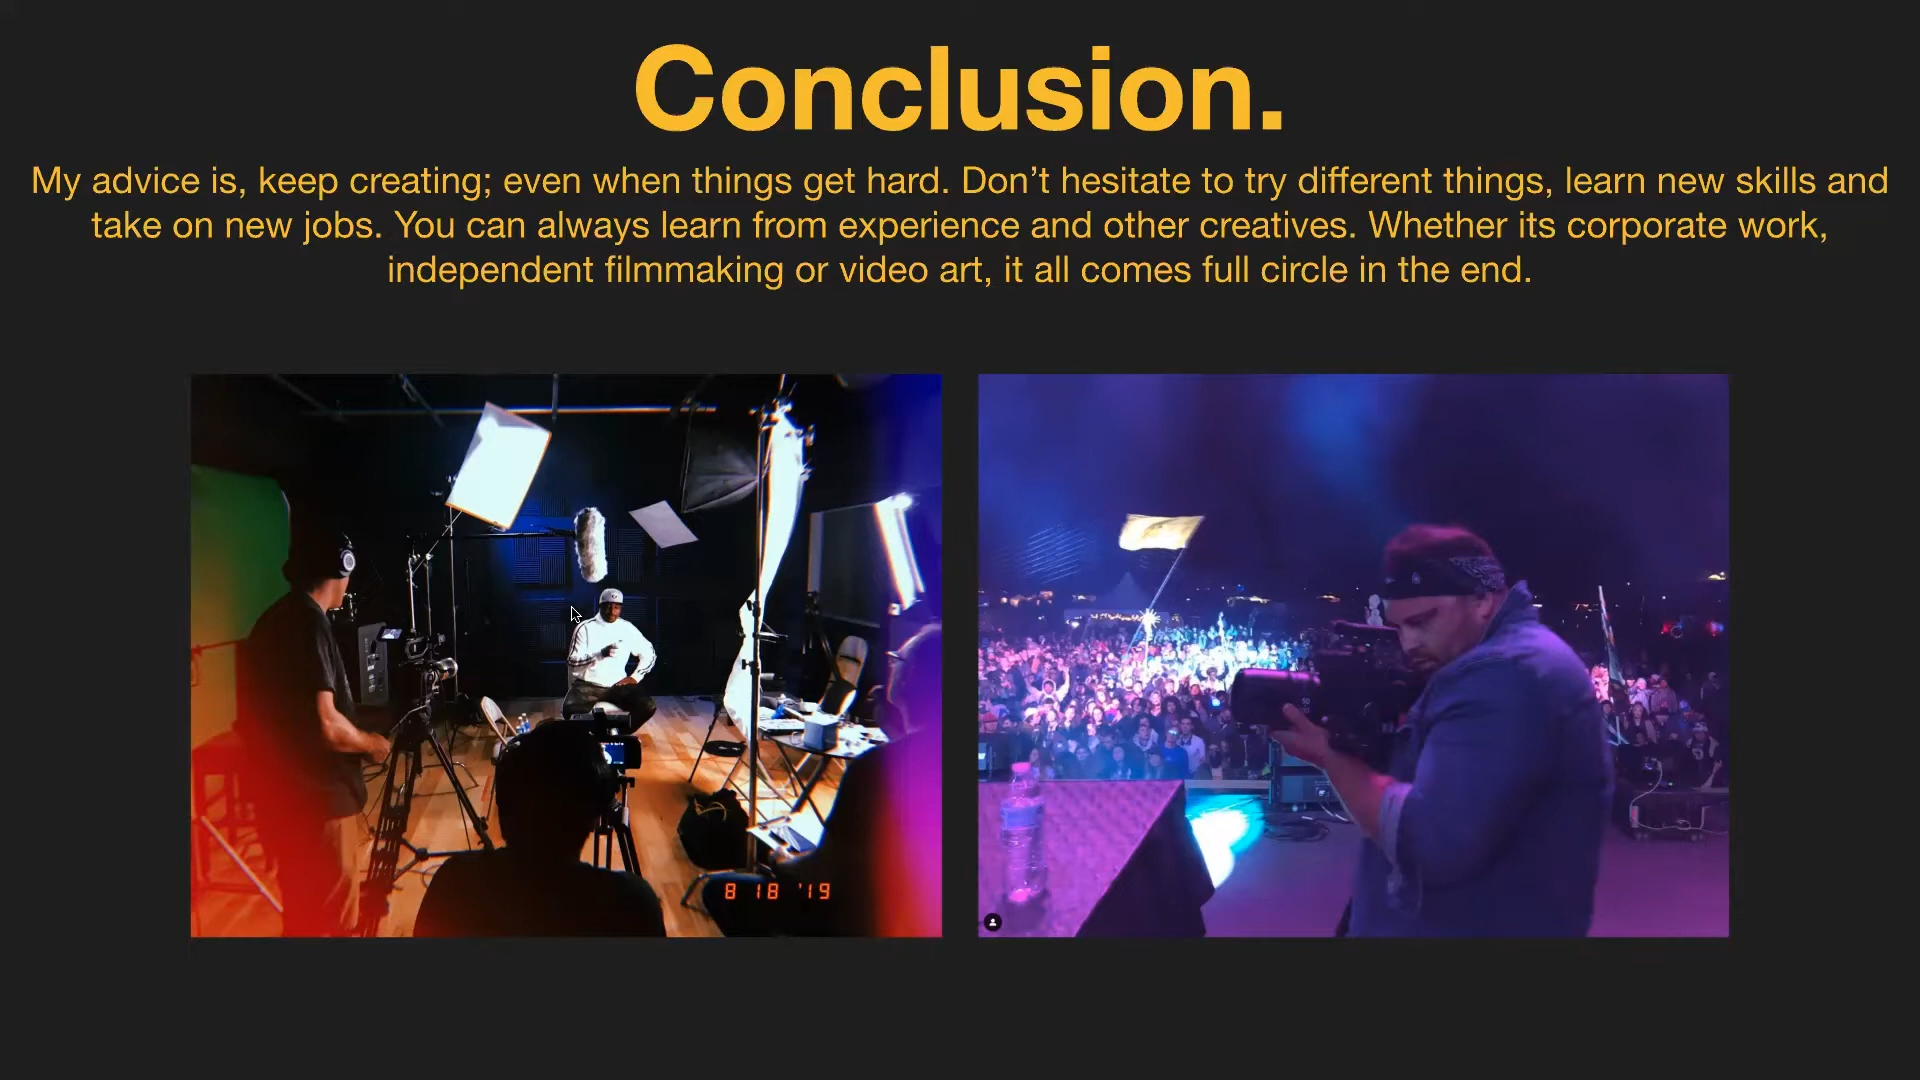 Conclusion.
My advice is, keep creating; even when things get hard. Don’t hesitate to try different things, learn new skills and
take on new jobs. You can always learn from experience and other creatives. Whether its corporate work,
independent filmmaking or video art, it all comes full circle in the end.
8 18 '19